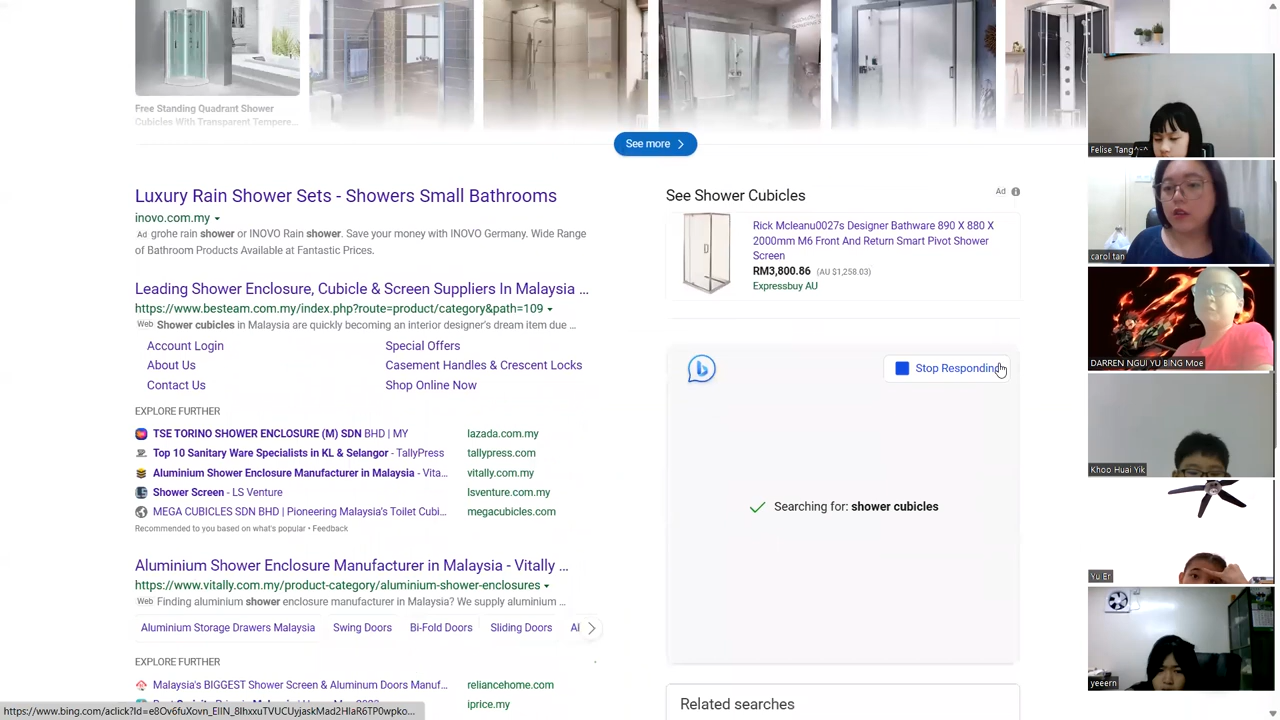 Free Standing Quadrant Shower
Cubicles With Transparent Tempere...
See more
Luxury Rain Shower Sets - Showers Small Bathrooms
inovo.com.my
Ad grohe rain shower or INOVO Rain shower. Save your money with INOVO Germany. Wide Range
of Bathroom Products Available at Fantastic Prices.
Leading Shower Enclosure, Cubicle & Screen Suppliers In Malaysia ...
https://www.besteam.com.my/index.php?route=product/category&path=109
Web Shower cubicles in Malaysia are quickly becoming an interior designer's dream item due ...
Account Login
Special Offers
About Us
Casement Handles & Crescent Locks
Contact Us
Shop Online Now
EXPLORE FURTHER
TSE TORINO SHOWER ENCLOSURE (M) SDN BHD | MY
lazada.com.my
Top 10 Sanitary Ware Specialists in KL & Selangor - TallyPress
tallypress.com
Aluminium Shower Enclosure Manufacturer in Malaysia - Vita...
vitally.com.my
Shower Screen - LS Venture
lsventure.com.my
MEGA CUBICLES SDN BHD | Pioneering Malaysia's Toilet Cubi...
megacubicles.com
Recommended to you based on what's popular • Feedback
Aluminium Shower Enclosure Manufacturer in Malaysia - Vitally ...
https://www.vitally.com.my/product-category/aluminium-shower-enclosures
Web Finding aluminium shower enclosure manufacturer in Malaysia? We supply aluminium ...
Aluminium Storage Drawers Malaysia
Swing Doors
Bi-Fold Doors
Sliding Doors
Al
EXPLORE FURTHER
Malaysia's BIGGEST Shower Screen & Aluminum Doors Manuf...
reliancehome.com
iprice.my
https://www.bing.com/aclick?ld=e8Ov6fuXovn_EIlN_8IhxxuTVUCUyjaskMad2HlaR6TP0wpko...
See Shower Cubicles
Ad
Rick Mcleanu0027s Designer Bathware 890 X 880 X
2000mm M6 Front And Return Smart Pivot Shower
Screen
RM3,800.86 (AU $1,258.03)
Expressbuy AU
Stop Responding
Searching for: shower cubicles
Related searches
Felise Tang^-^
carol tan
DARREN NGUI YU BING Moe
Khoo Huai Yik
Yu Er
yeeern